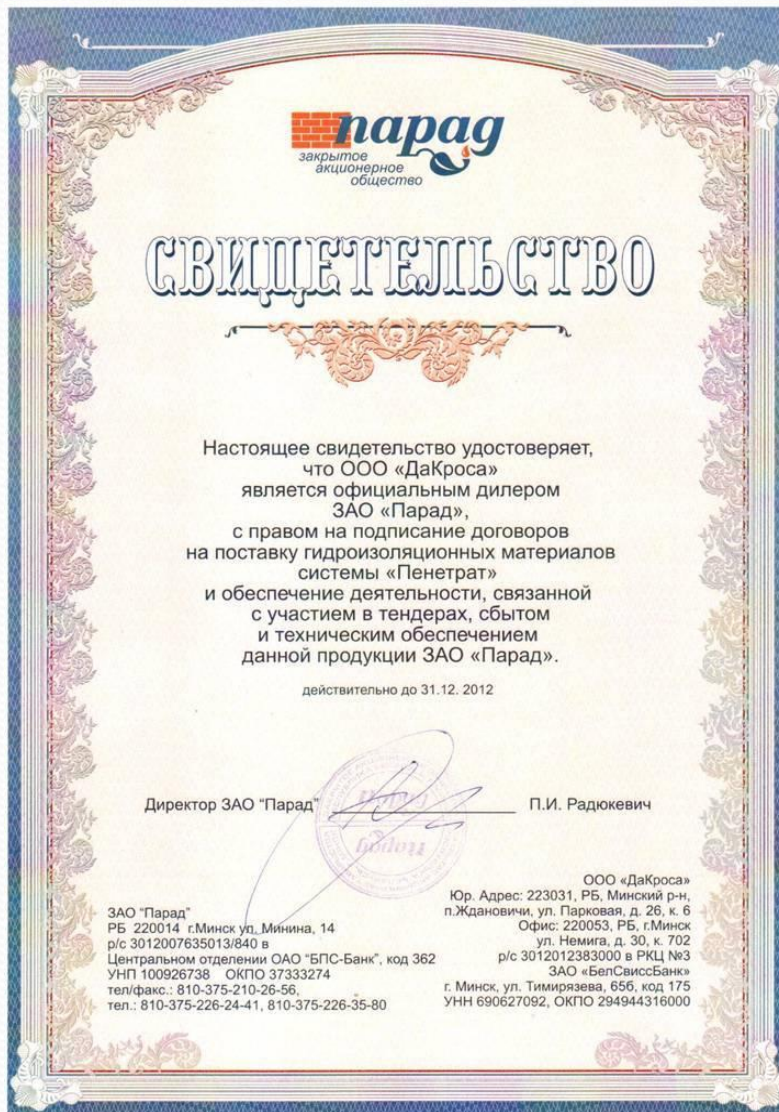 парад
закрытое
акционерное
общество
СВИДЕТЕЛЬСТВО
Настоящее свидетельство удостоверяет,
что ООО «ДаКроса»
является официальным дилером
ЗАО «Парад»,
с правом на подписание договоров
на поставку гидроизоляционных материалов
системы «Пенетрат»
и обеспечение деятельности, связанной
с участием в тендерах, сбытом
и техническим обеспечением
данной продукции ЗАО «Парад».
действительно до 31.12. 2012
Директор ЗАО "Парад"
П.И. Радюкевич
ЗАО "Парад"
РБ 220014 г.Минск ул. Минина, 14
р/с 3012007635013/840 в
Центральном отделении ОАО "БПС-Банк", код 362
УНП 100926738 ОКПО 37333274
тел/факс.: 810-375-210-26-56,
тел.: 810-375-226-24-41, 810-375-226-35-80
ООО «ДаКроса»
Юр. Адрес: 223031, РБ, Минский р-н,
п.Ждановичи, ул. Парковая, д. 26, к. 6
Офис: 220053, РБ, г.Минск
ул. Немига, д. 30, к. 702
р/с 3012012383000 в РКЦ №3
ЗАО «БелСвиссБанк»
г. Минск, ул. Тимирязева, 65б, код 175
УНН 690627092, ОКПО 294944316000